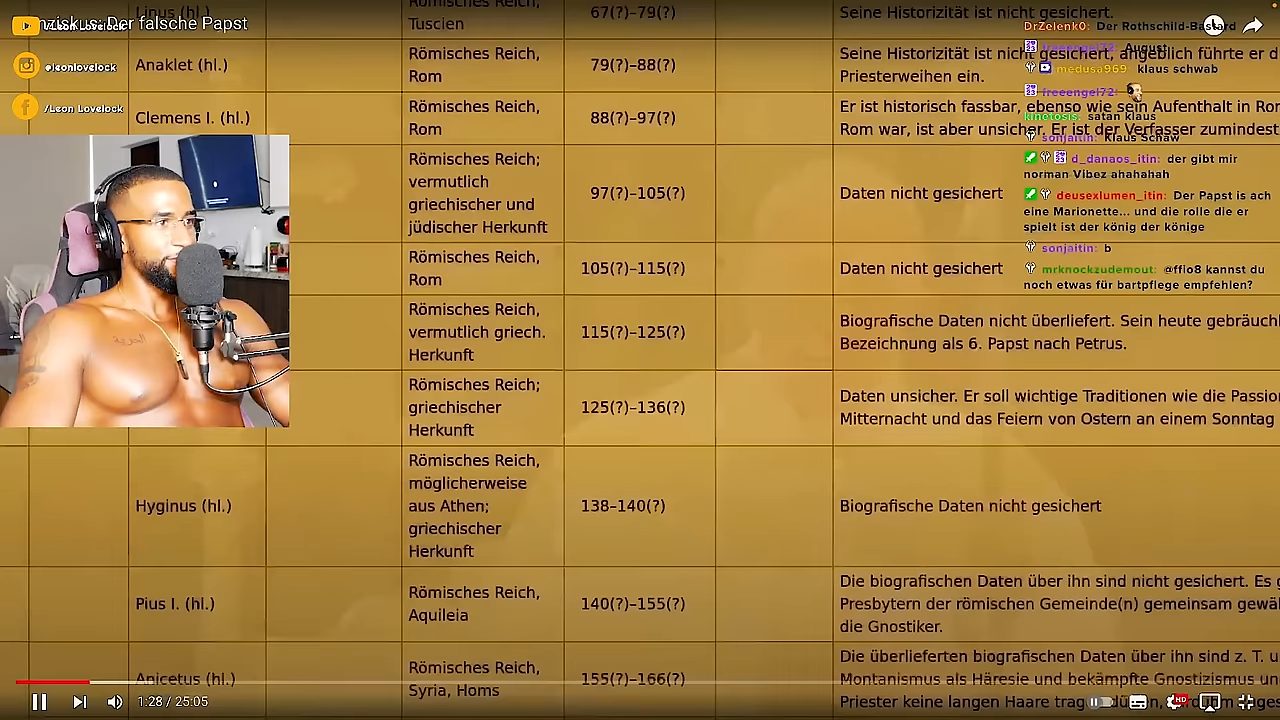 nziskus: Der falsche Papst
/Leon Lovelock
@leonlovelock
/Leon Lovelock
Linus (hl.)
Römisches Reich,
Tuscien
67(?)–79(?)
Seine Historizität ist nicht gesichert.
Anaklet (hl.)
Römisches Reich,
Rom
79(?)–88(?)
Seine Historizität ist nicht gesichert, angeblich führte er d
Priesterweihen ein.
Clemens I. (hl.)
Römisches Reich,
Rom
88(?)–97(?)
Er ist historisch fassbar, ebenso wie sein Aufenthalt in Ror
Rom war, ist aber unsicher. Er ist der Verfasser zumindest
Römisches Reich;
vermutlich
griechischer und
jüdischer Herkunft
97(?)–105(?)
Daten nicht gesichert
Römisches Reich,
Rom
105(?)–115(?)
Daten nicht gesichert
Römisches Reich,
vermutlich griech.
Herkunft
115(?)–125(?)
Biografische Daten nicht überliefert. Sein heute gebräuchl
Bezeichnung als 6. Papst nach Petrus.
Römisches Reich;
griechischer
Herkunft
125(?)–136(?)
Daten unsicher. Er soll wichtige Traditionen wie die Passion
Mitternacht und das Feiern von Ostern an einem Sonntag
Hyginus (hl.)
Römisches Reich,
möglicherweise
aus Athen;
griechischer
Herkunft
138–140(?)
Biografische Daten nicht gesichert
Pius I. (hl.)
Römisches Reich,
Aquileia
140(?)–155(?)
Die biografischen Daten über ihn sind nicht gesichert. Es g
Presbytern der römischen Gemeinde(n) gemeinsam gewäh
die Gnostiker.
Anicetus (hl.)
Römisches Reich,
Syria, Homs
155(?)–166(?)
Die überlieferten biografischen Daten über ihn sind z. T. u
Montanismus als Häresie und bekämpfte Gnostizismus un
Priester keine langen Haare
DrZelenk0: Der Rothschild-Bastard
freeengel72: August
medusa969: klaus schwab
freeengel72:
kinetosis: satan klaus
sonjaitin: Klaus Schaw
d_danaos_itin: der gibt mir
norman Vibez ahahahah
deusexlumen_itin: Der Papst is ach
eine Marionette... und die rolle die er
spielt ist der könig der könige
sonjaitin: b
mrknockzudemout: @ffio8 kannst du
noch etwas für bartpflege empfehlen?
1:28 / 25:05
HD